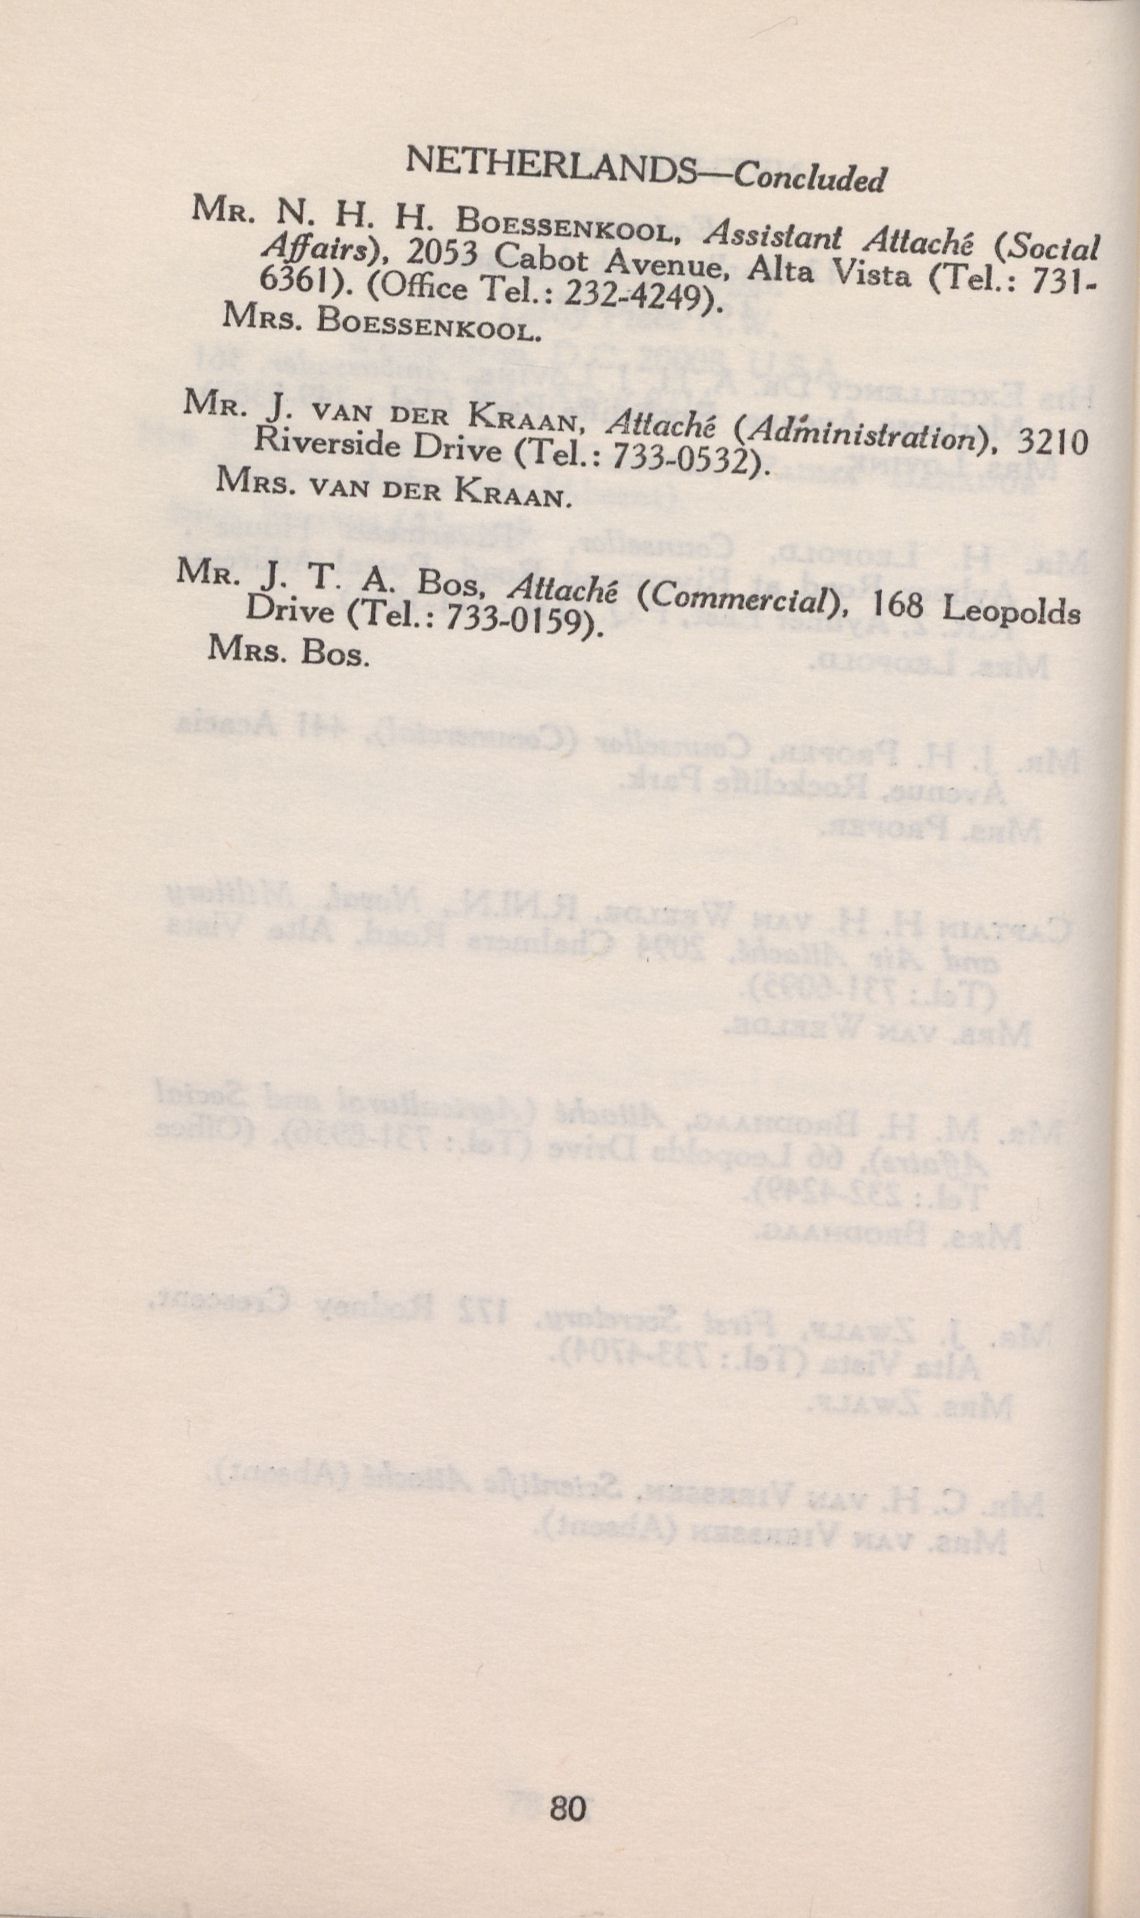 NETHERLANDS—Concluded
MR. N. H. H. BOESSENKOOL, Assistant Attaché (Social
Affairs), 2053 Cabot Avenue, Alta Vista (Tel.: 731-
6361). (Office Tel.: 232-4249).
MRS. BOESSENKOOL.
MR. J. VAN DER KRAAN, Attaché (Administration), 3210
Riverside Drive (Tel.: 733-0532).
MRS. VAN DER KRAAN.
MR. J. T. A. BOS, Attaché (Commercial), 168 Leopolds
Drive (Tel.: 733-0159).
MRS. BOS.
80